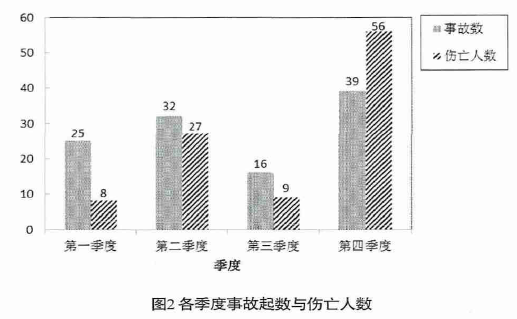 60
50
40
30
20
10
0
25
8
32
27
16
9
39
56
第一季度
第二季度
第三季度
第四季度
季度
事故数
伤亡人数
图2 各季度事故起数与伤亡人数